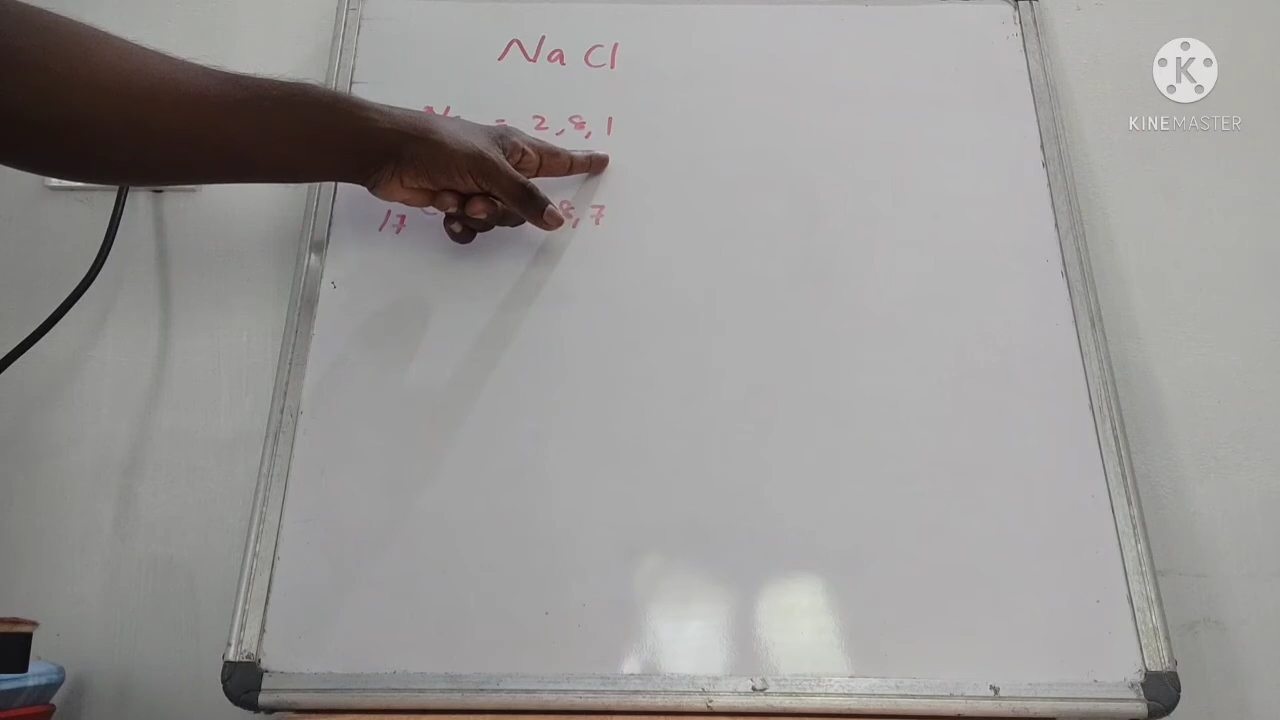 Na Cl
= 2, 8, 1
17 8, 7
KINEMASTER